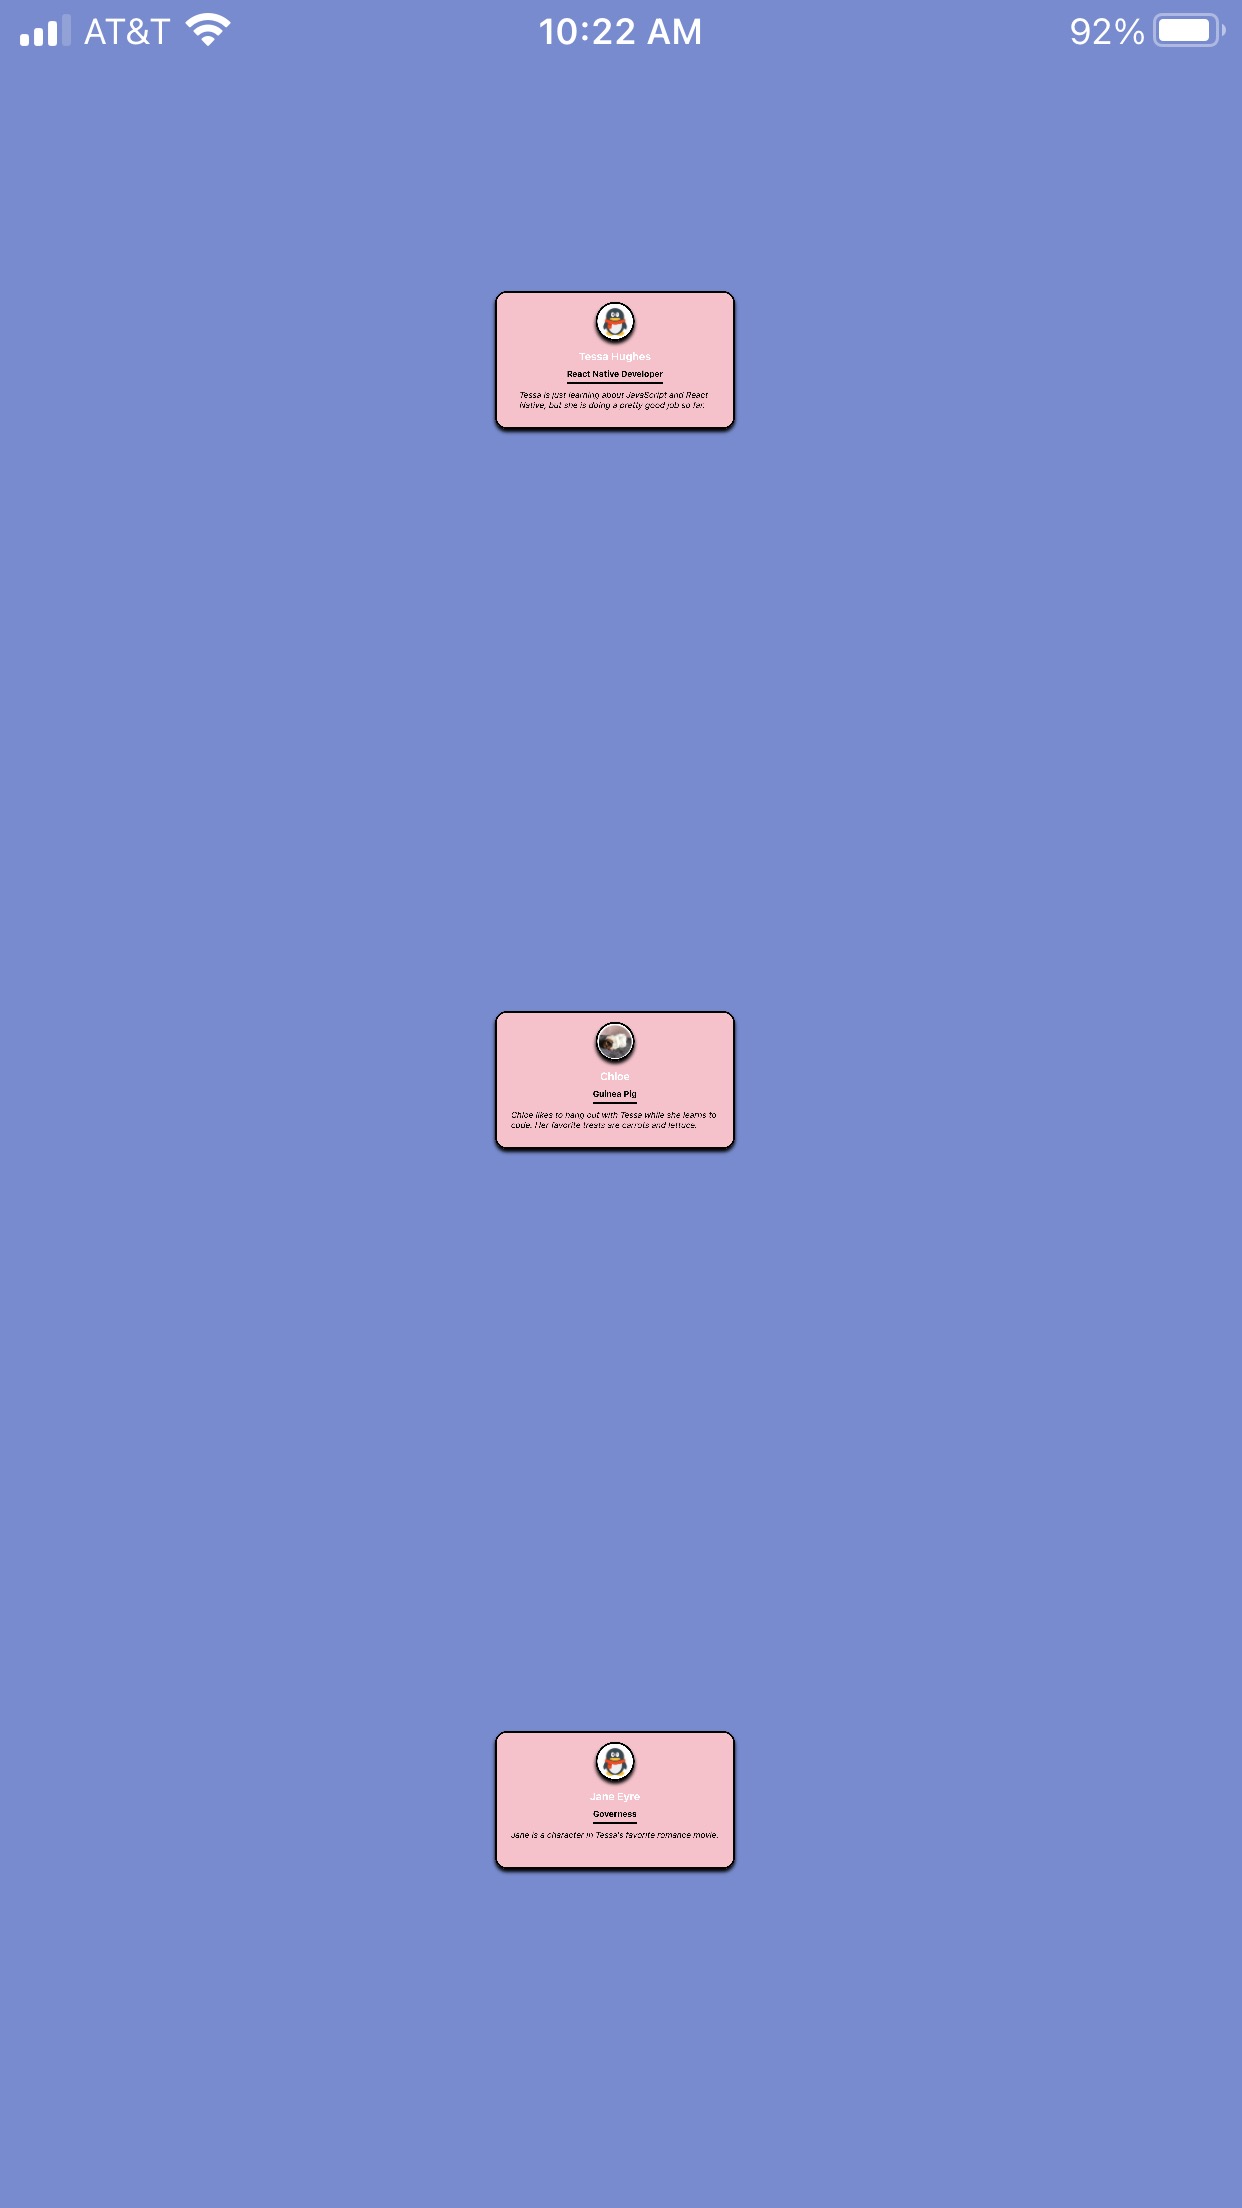 AT&T 10:22 AM 92%
Tessa Hughes
React Native Developer
Tessa is just learning about JavaScript and React
Native, but she is doing a pretty good job so far.
Chloe
Guinea Pig
Chloe likes to hang out with Tessa while she learns to
code. Her favorite treats are carrots and lettuce.
Jane Eyre
Governess
Jane is a character in Tessa's favorite romance movie.